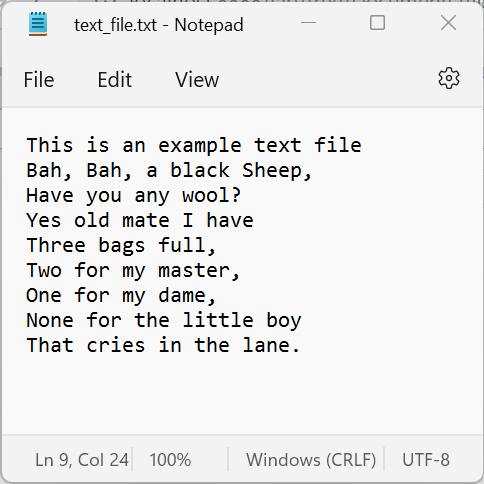 text_file.txt - Notepad
File Edit View
This is an example text file
Bah, Bah, a black Sheep,
Have you any wool?
Yes old mate I have
Three bags full,
Two for my master,
One for my dame,
None for the little boy
That cries in the lane.
Ln 9, Col 24 100% Windows (CRLF) UTF-8